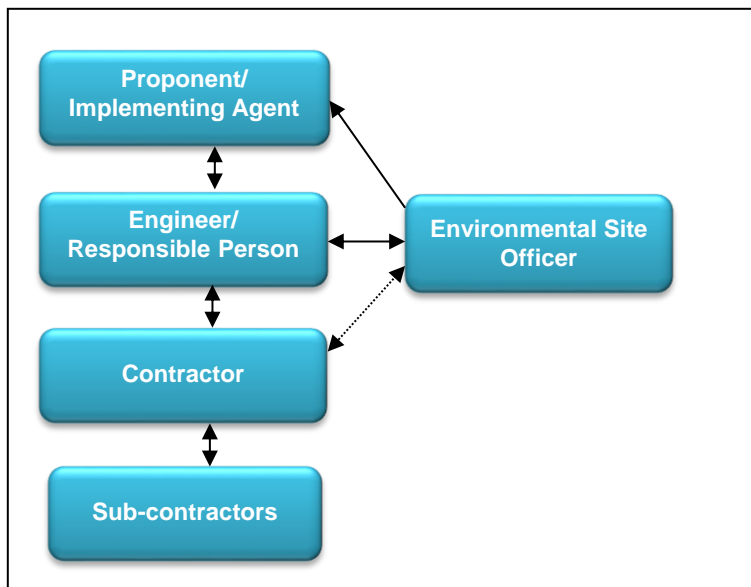 Proponent/
Implementing Agent
Engineer/
Responsible Person
Environmental Site
Officer
Contractor
Sub-contractors